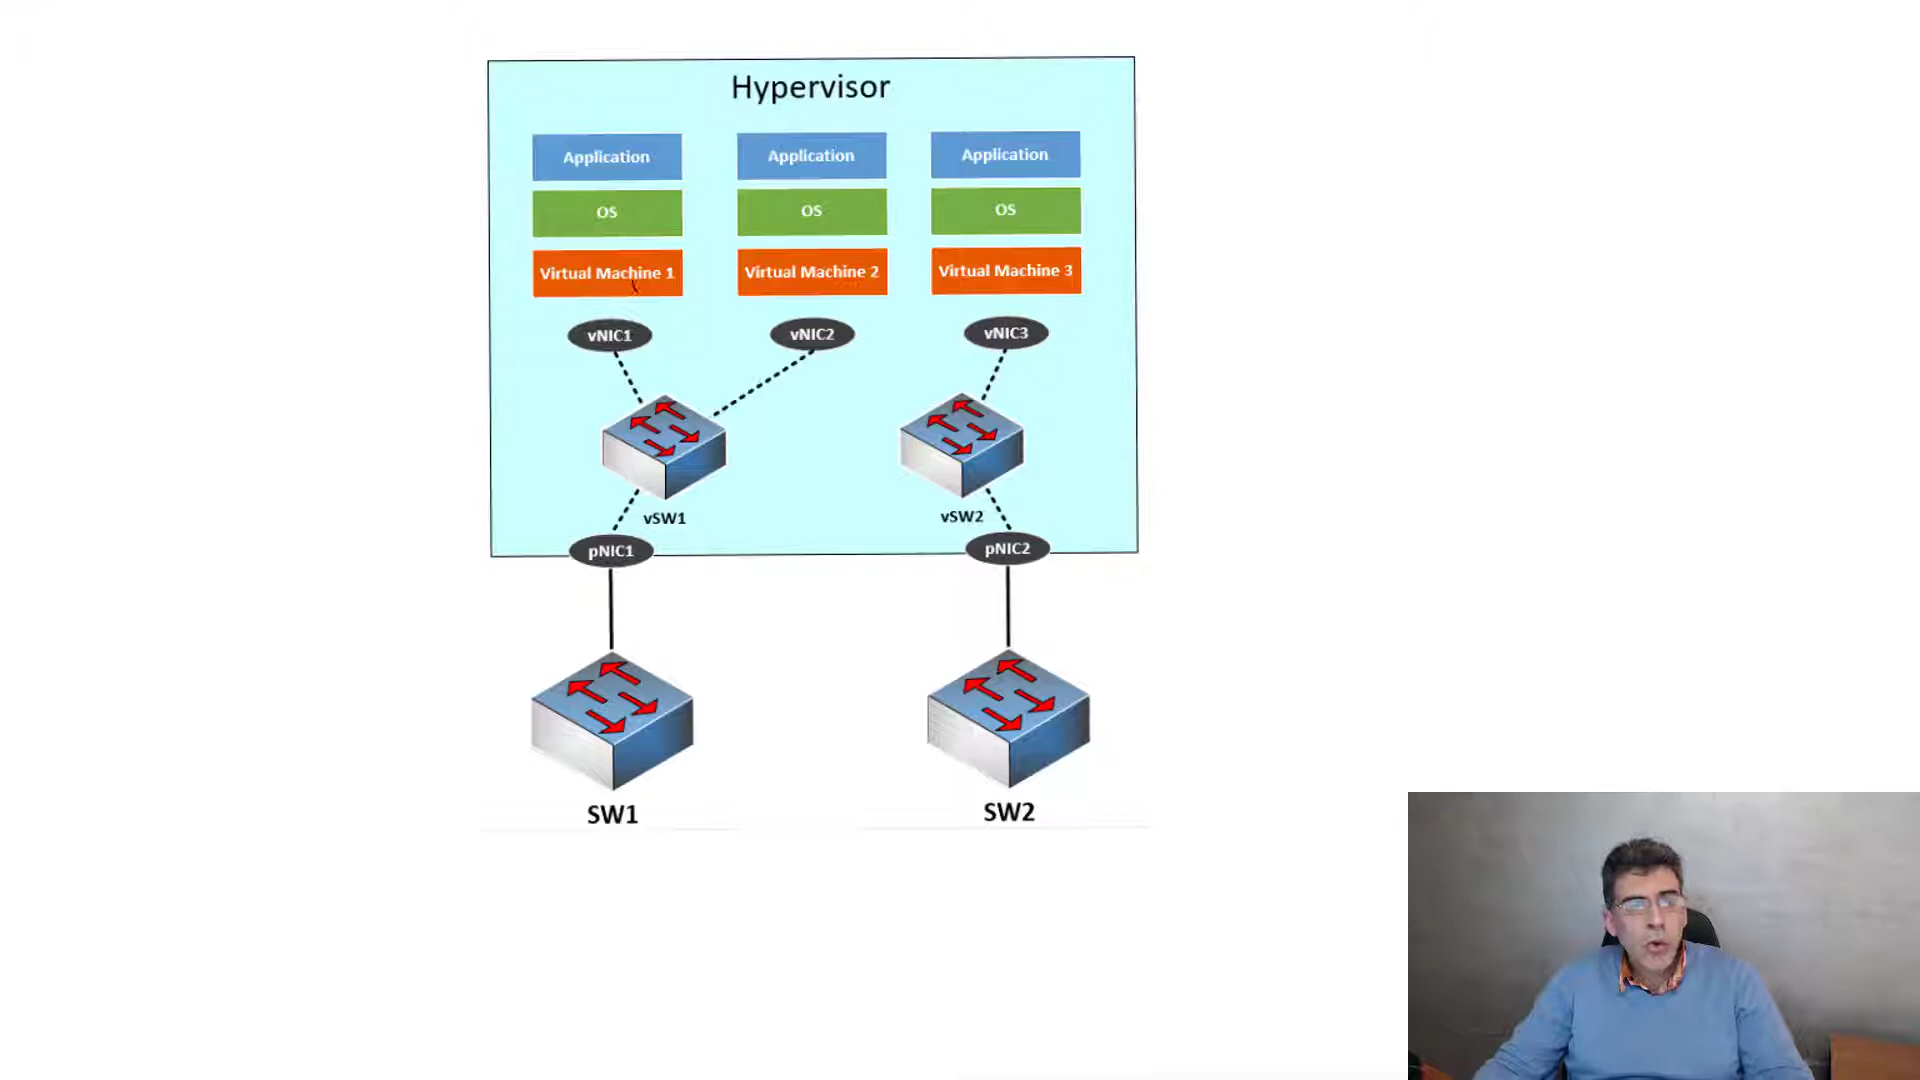 Hypervisor
Application Application Application
OS OS OS
Virtual Machine 1 Virtual Machine 2 Virtual Machine 3
vNIC1 vNIC2 vNIC3
vSW1 vSW2
pNIC1 pNIC2
SW1 SW2